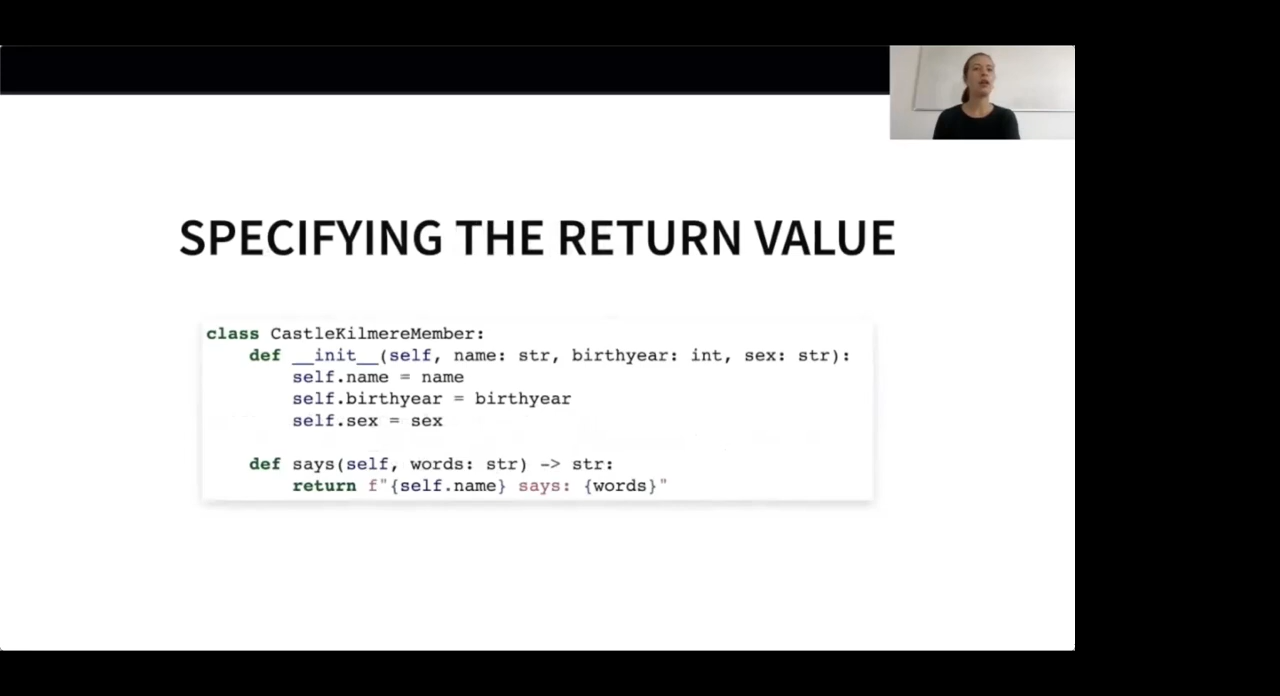 SPECIFYING THE RETURN VALUE
class CastleKilmereMember:
    def __init__(self, name: str, birthyear: int, sex: str):
        self.name = name
        self.birthyear = birthyear
        self.sex = sex
    def says(self, words: str) -> str:
        return f"{self.name} says: {words}"